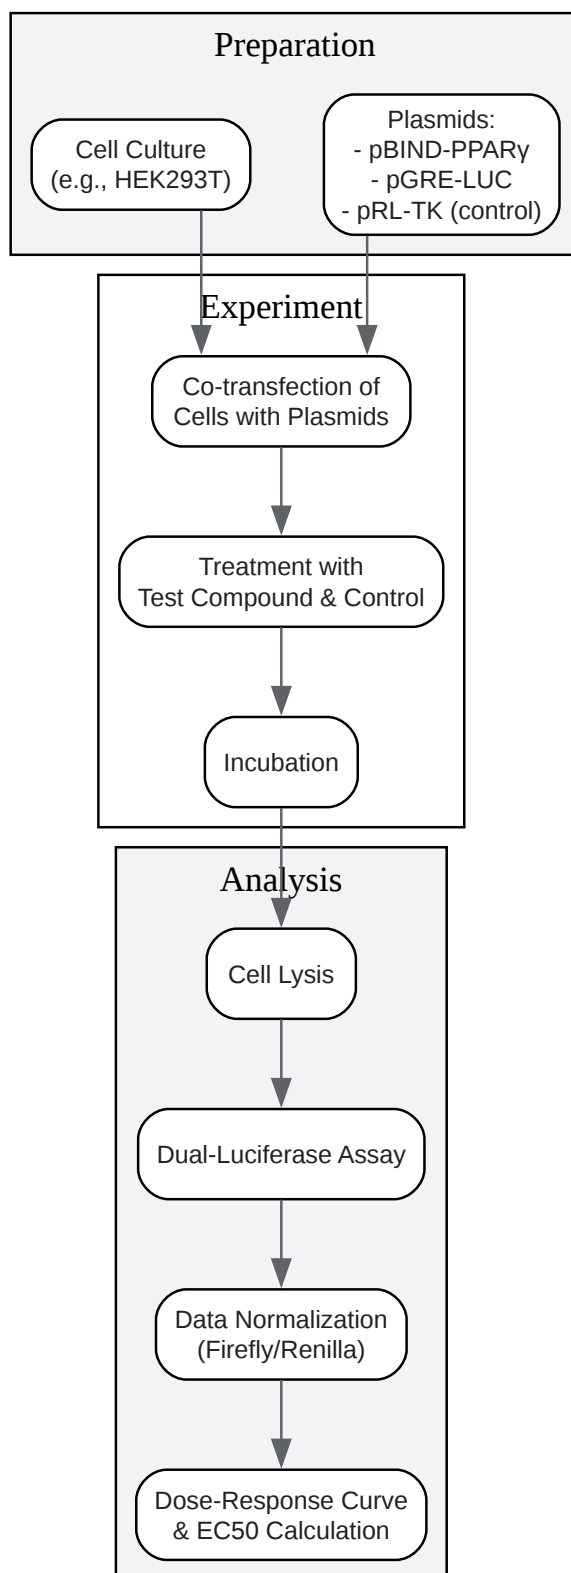 Preparation
Cell Culture
(e.g., HEK293T)
Plasmids:
- pBIND-PPARγ
- pGRE-LUC
- pRL-TK (control)
Experiment
Co-transfection of
Cells with Plasmids
Treatment with
Test Compound & Control
Incubation
Analysis
Cell Lysis
Dual-Luciferase Assay
Data Normalization
(Firefly/Renilla)
Dose-Response Curve
& EC50 Calculation